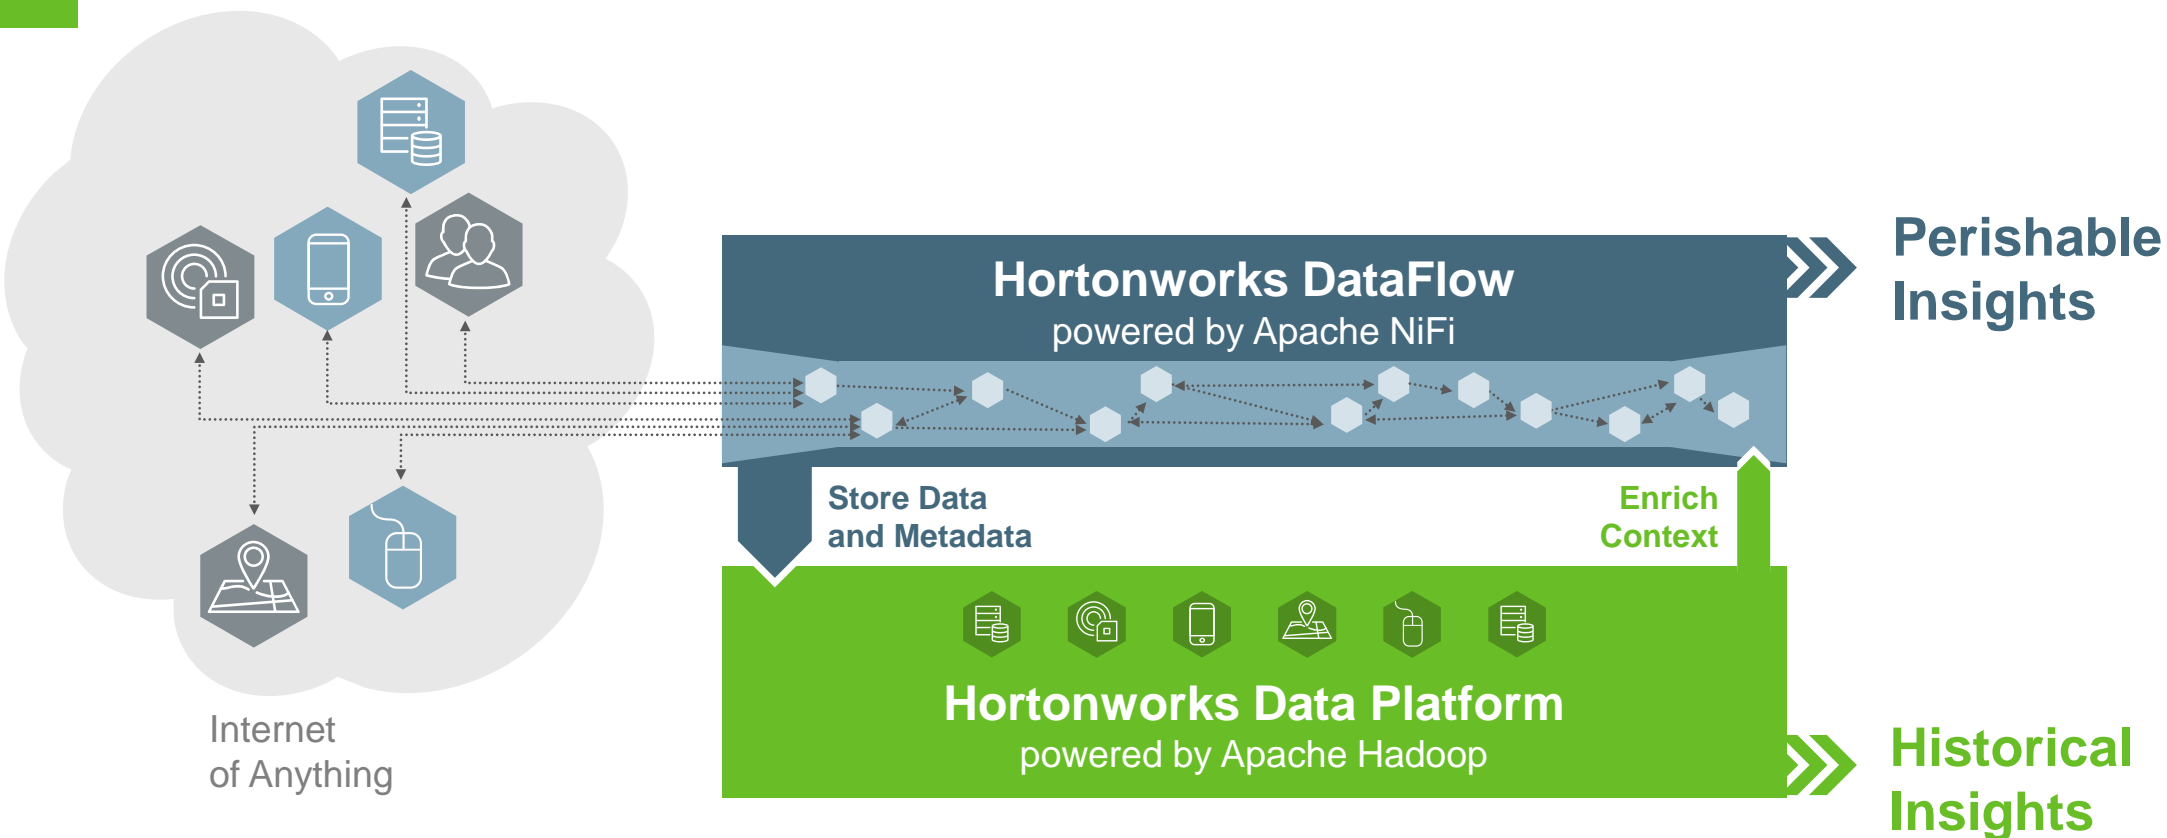 Internet
of Anything
Hortonworks DataFlow
powered by Apache NiFi
Store Data
and Metadata
Enrich
Context
Hortonworks Data Platform
powered by Apache Hadoop
Perishable
Insights
Historical
Insights